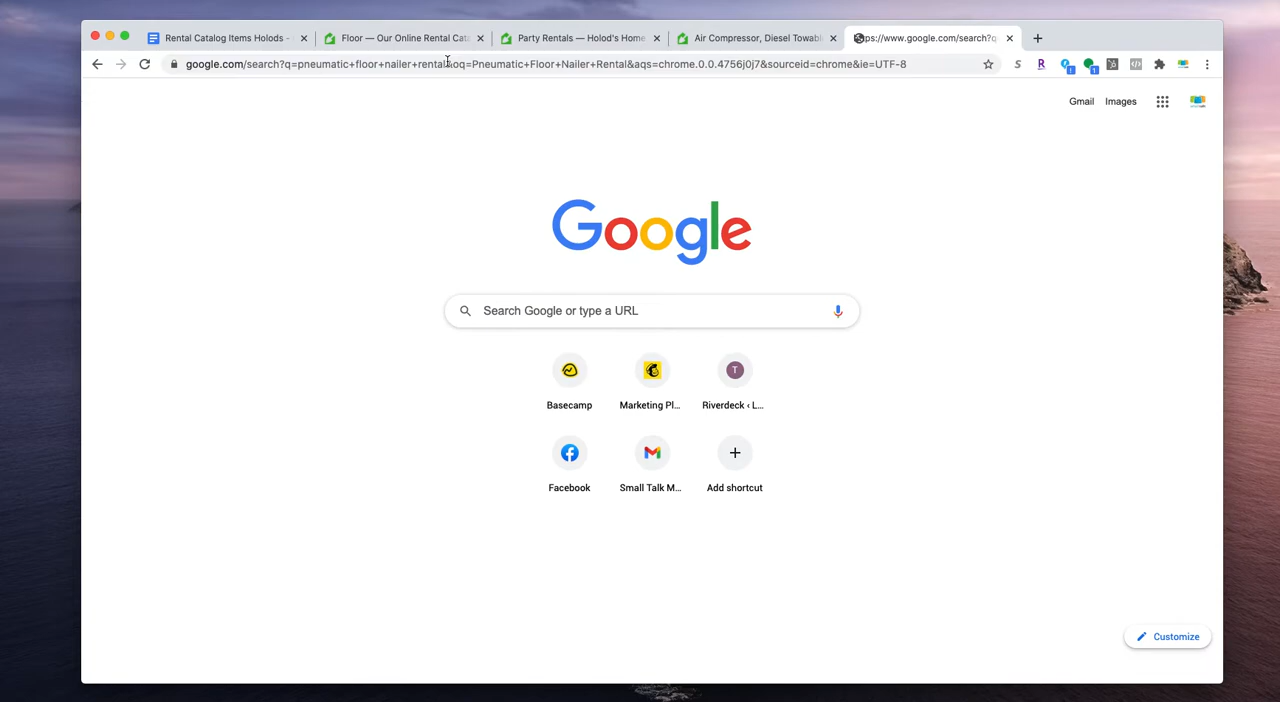 Rental Catalog Items Holods -
Floor — Our Online Rental Cata
Party Rentals — Holod's Home
Air Compressor, Diesel Towabl
ps://www.google.com/search?q
google.com/search?q=pneumatic+floor+nailer+rental&oq=Pneumatic+Floor+Nailer+Rental&aqs=chrome.0.0.4756j0j7&sourceid=chrome&ie=UTF-8
Gmail Images
Google
Search Google or type a URL
Basecamp
Marketing Pl...
T
Riverdeck ‹ L...
Facebook
Small Talk M...
Add shortcut
Customize